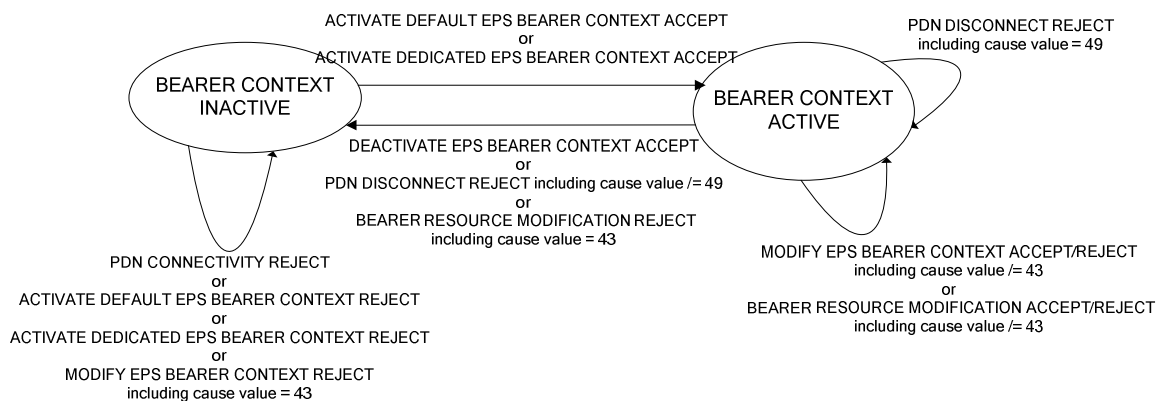 ACTIVATE DEFAULT EPS BEARER CONTEXT ACCEPT
or
ACTIVATE DEDICATED EPS BEARER CONTEXT ACCEPT
PDN DISCONNECT REJECT
including cause value = 49
BEARER CONTEXT
INACTIVE
BEARER CONTEXT
ACTIVE
DEACTIVATE EPS BEARER CONTEXT ACCEPT
or
PDN DISCONNECT REJECT including cause value /= 49
or
BEARER RESOURCE MODIFICATION REJECT
including cause value = 43
PDN CONNECTIVITY REJECT
or
ACTIVATE DEFAULT EPS BEARER CONTEXT REJECT
or
ACTIVATE DEDICATED EPS BEARER CONTEXT REJECT
or
MODIFY EPS BEARER CONTEXT REJECT
including cause value = 43
MODIFY EPS BEARER CONTEXT ACCEPT/REJECT
including cause value /= 43
or
BEARER RESOURCE MODIFICATION ACCEPT/REJECT
including cause value /= 43